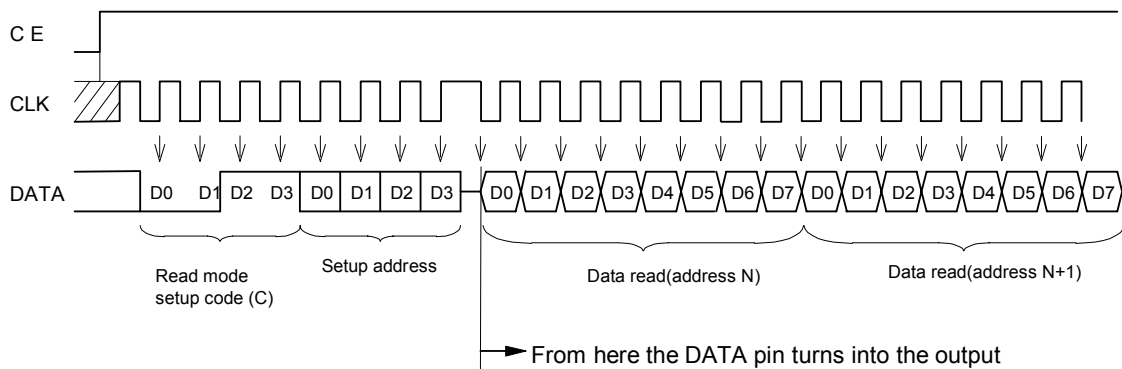 C E
CLK
DATA
D0 D1 D2 D3 D0 D1 D2 D3 D0 D1 D2 D3 D4 D5 D6 D7 D0 D1 D2 D3 D4 D5 D6 D7
Read mode
setup code (C)
Setup address
Data read(address N)
Data read(address N+1)
From here the DATA pin turns into the output